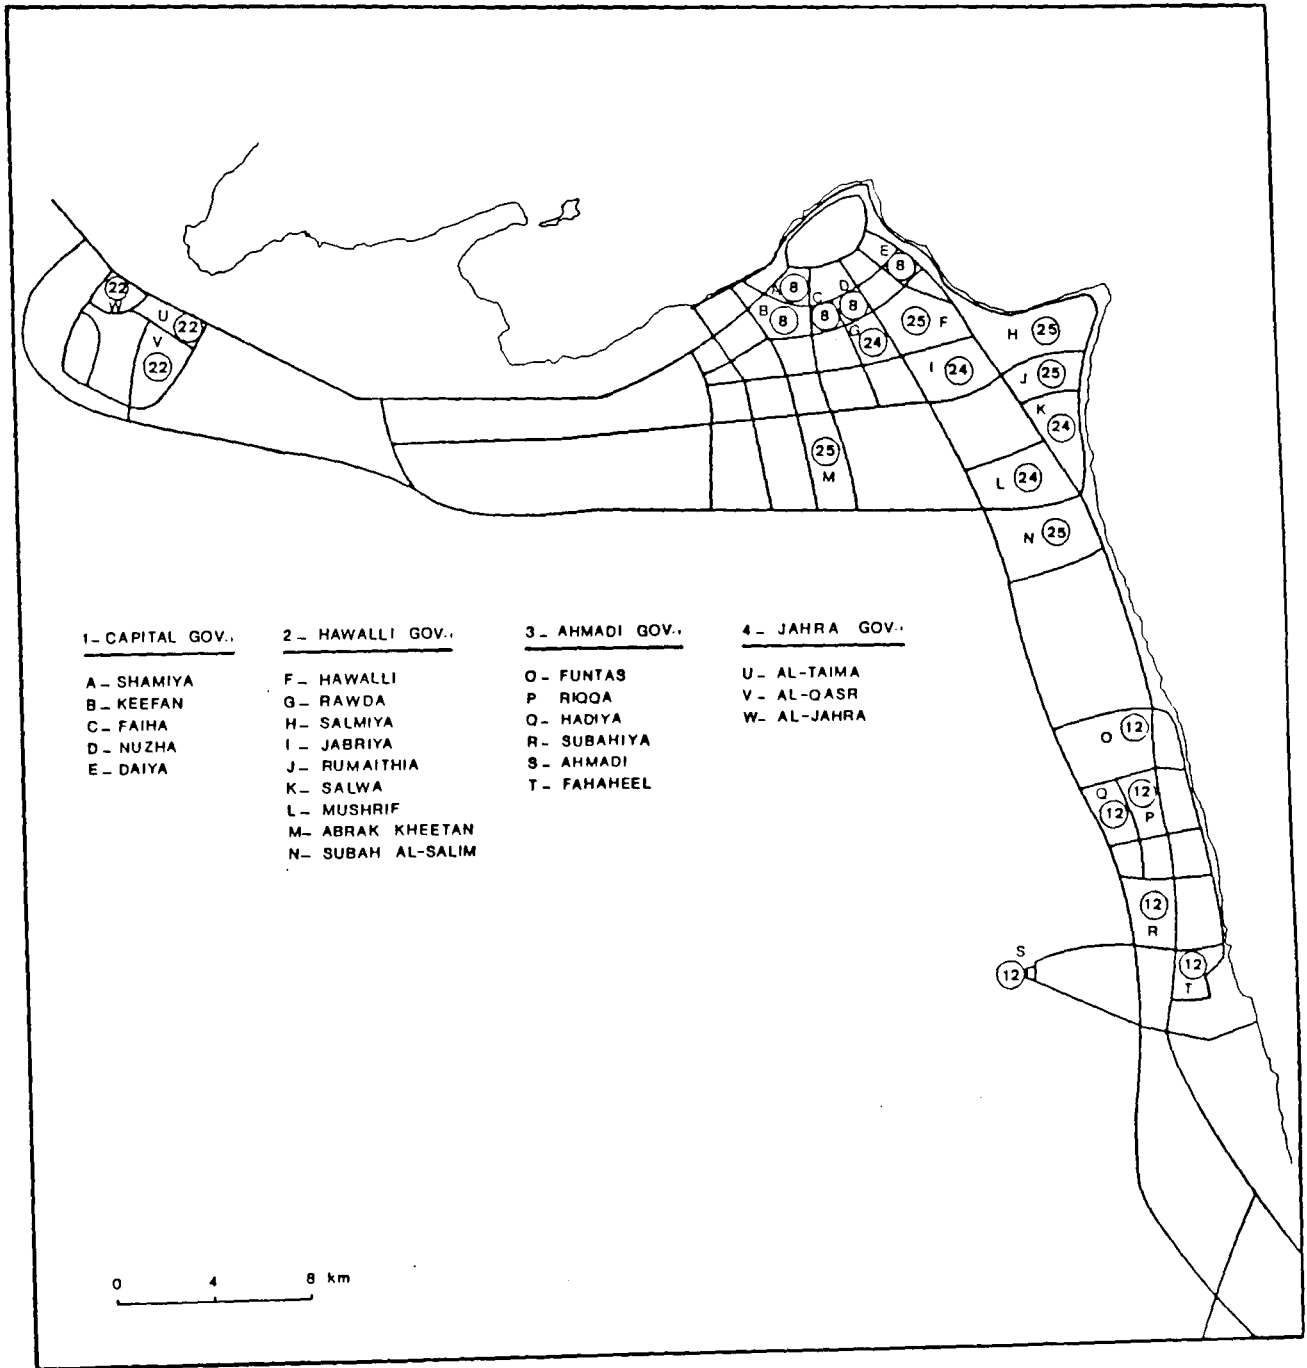 E
8
A
8
D
8
C
8
B
8
G
24
25 F
H 25
I 24
J 25
K
24
22
W
U
22
V
22
25
M
L 24
N 25
1- CAPITAL GOV.,
A- SHAMIYA
B- KEEFAN
C- FAIHA
D- NUZHA
E- DAIYA
2- HAWALLI GOV.,
F- HAWALLI
G- RAWDA
H- SALMIYA
I- JABRIYA
J- RUMAITHIA
K- SALWA
L- MUSHRIF
M- ABRAK KHEETAN
N- SUBAH AL-SALIM
3- AHMADI GOV.,
O- FUNTAS
P RIQQA
Q- HADIYA
R- SUBAHIYA
S- AHMADI
T- FAHAHEEL
4- JAHRA GOV.,
U- AL-TAIMA
V- AL-QASR
W- AL-JAHRA
O 12
Q
12
12
P
12
R
S
12
12
T
0 4 8 km